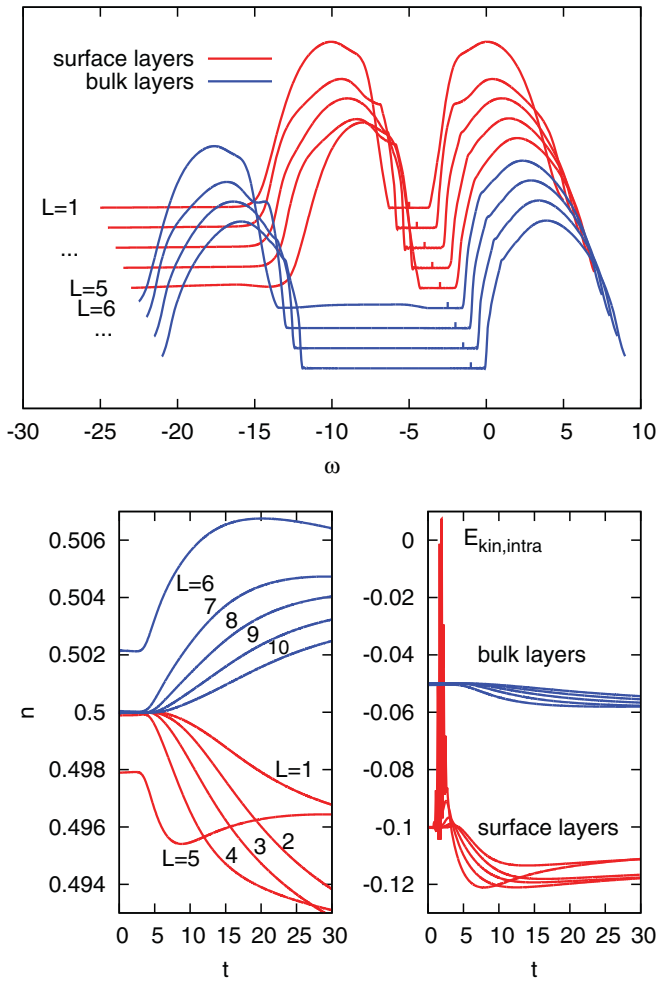 surface layers
bulk layers
L=1
...
L=5
L=6
...
-30 -25 -20 -15 -10 -5 0 5 10
ω
0.506
0.504
0.502
0.5
0.498
0.496
0.494
n
L=6
7
8
9
10
L=1
2
3
4
L=5
0 5 10 15 20 25 30
t
0
-0.02
-0.04
-0.06
-0.08
-0.1
-0.12
E kin,intra
bulk layers
surface layers
0 5 10 15 20 25 30
t